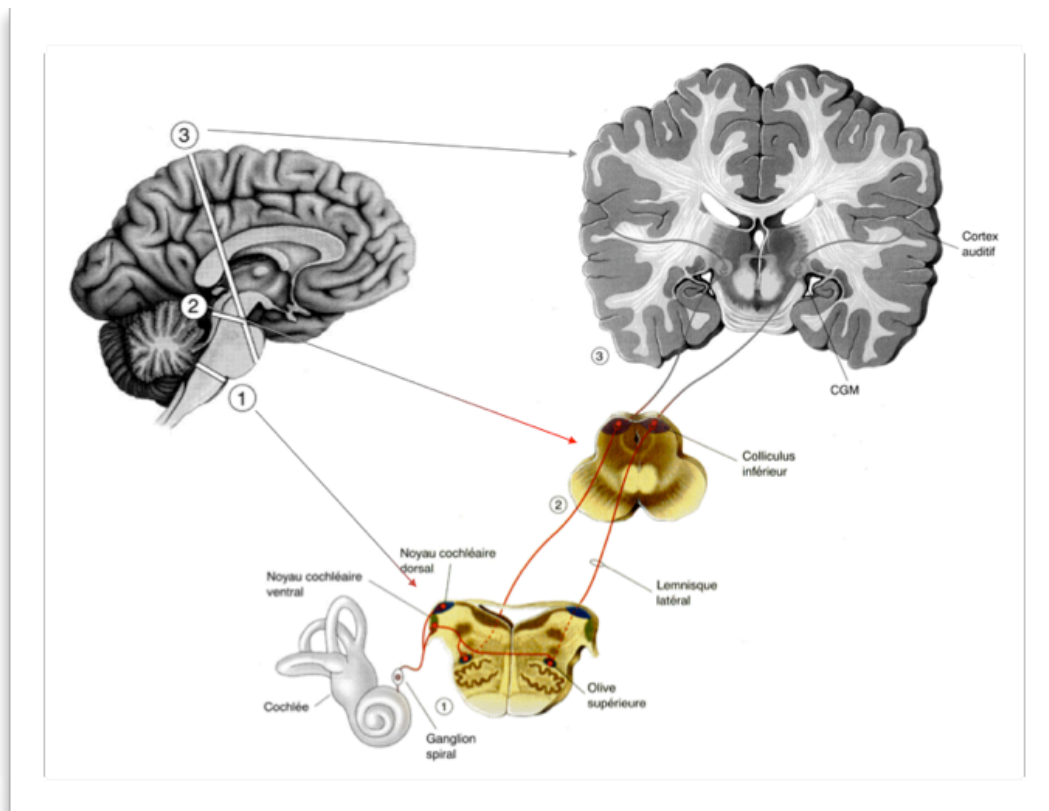 3
2
1
Cortex
auditif
3
CGM
Colliculus
inférieur
2
Noyau cochléaire
dorsal
Noyau cochléaire
ventral
Lemnisque
latéral
Cochlée
1
Olive
supérieure
Ganglion
spiral